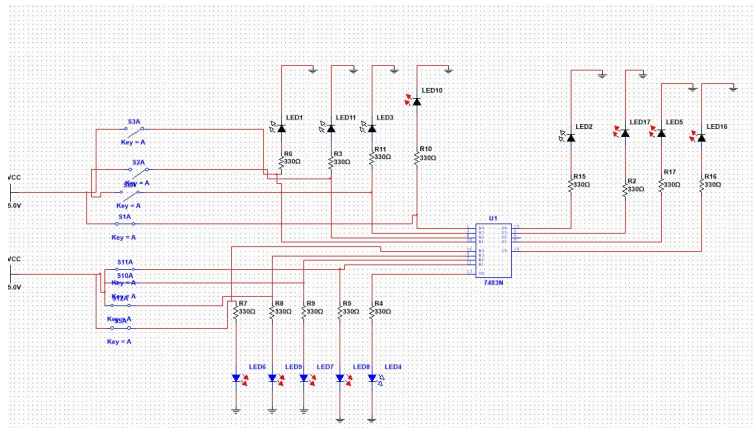 LED10
LED1
LED11
LED3
LED2
LED17
LED5
LED16
S3A
Key = A
R6
330Ω
R3
330Ω
R11
330Ω
R10
330Ω
S2A
Key = A
R15
330Ω
R2
330Ω
R17
330Ω
R16
330Ω
VCC
5.0V
Key = A
S1A
Key = A
U1
7483N
VCC
5.0V
S11A
S10A
Key = A
S12A
Key = A
S5A
Key = A
R7
330Ω
R8
330Ω
R9
330Ω
R5
330Ω
R4
330Ω
LED6
LED9
LED7
LED8
LED4